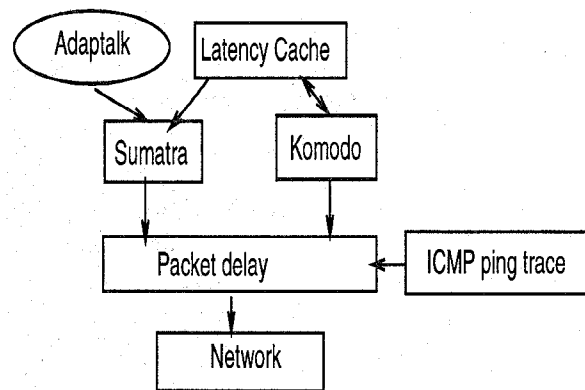 Adaptalk
Latency Cache
Sumatra
Komodo
Packet delay
ICMP ping trace
Network